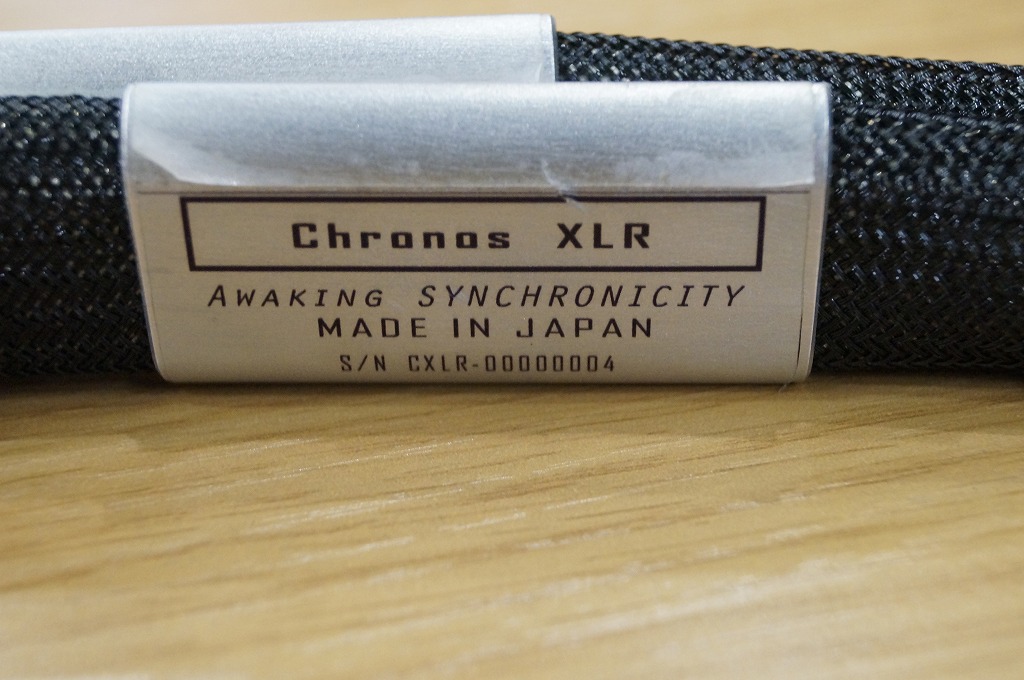 Chronos XLR
AWAKING SYNCHRONICITY
MADE IN JAPAN
S/N CXLR-00000004